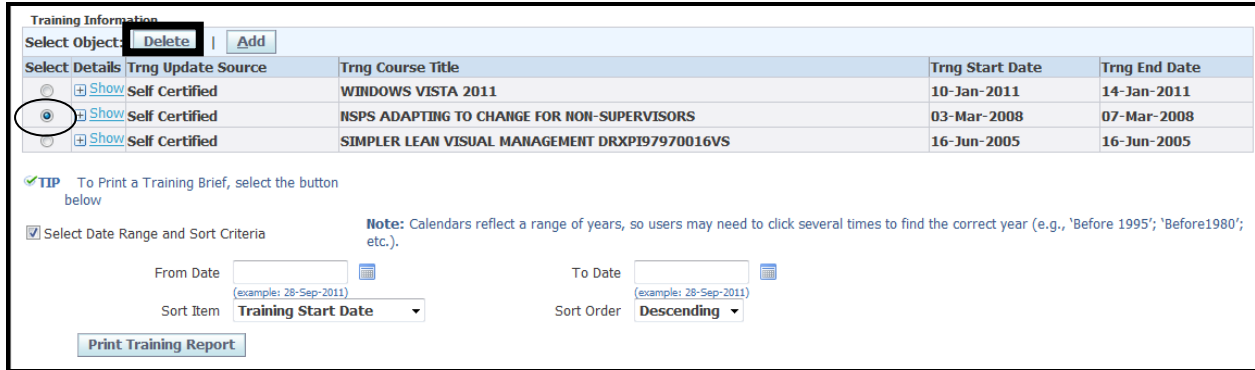 Training Information
Select Object: Delete | Add
Select Details Trng Update Source Trng Course Title Trng Start Date Trng End Date
Show Self Certified WINDOWS VISTA 2011 10-Jan-2011 14-Jan-2011
Show Self Certified NSPS ADAPTING TO CHANGE FOR NON-SUPERVISORS 03-Mar-2008 07-Mar-2008
Show Self Certified SIMPLER LEAN VISUAL MANAGEMENT DRXPI97970016VS 16-Jun-2005 16-Jun-2005
TIP To Print a Training Brief, select the button
below
Select Date Range and Sort Criteria
Note: Calendars reflect a range of years, so users may need to click several times to find the correct year (e.g., ‘Before 1995’; ‘Before1980’;
etc.).
From Date To Date
(example: 28-Sep-2011) (example: 28-Sep-2011)
Sort Item Training Start Date Sort Order Descending
Print Training Report